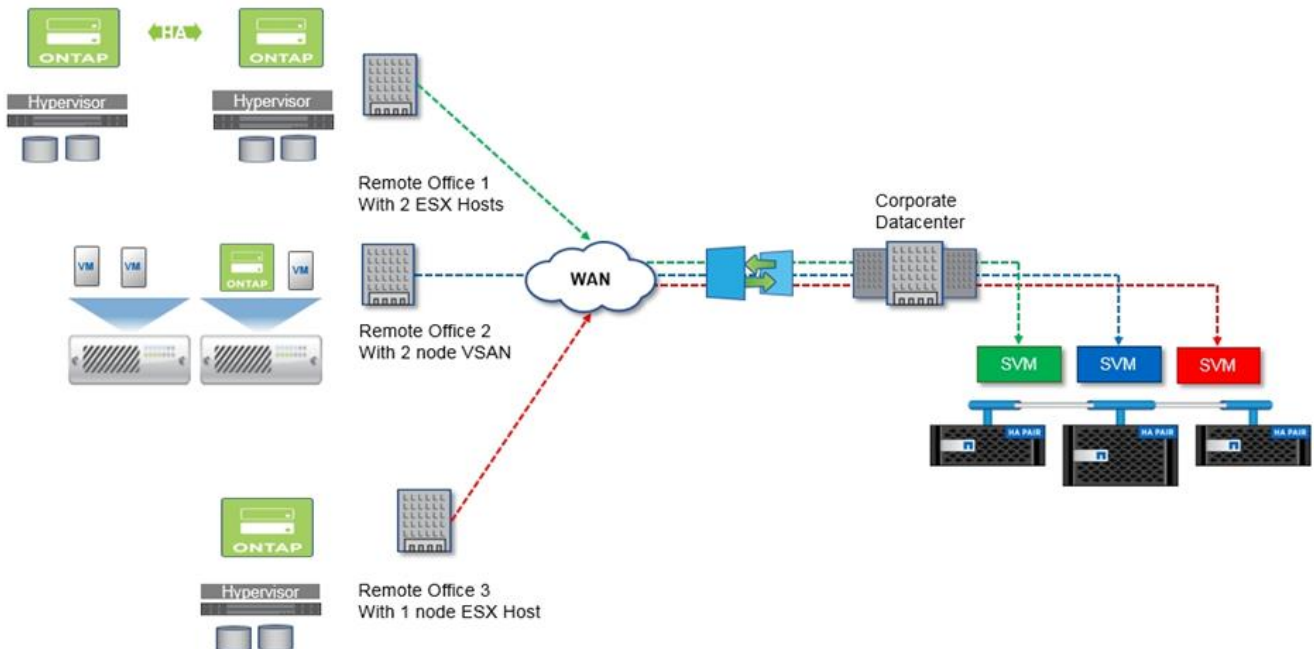 HA
ONTAP
ONTAP
Hypervisor
Hypervisor
Remote Office 1
With 2 ESX Hosts
Corporate
Datacenter
VM
VM
ONTAP
VM
WAN
Remote Office 2
With 2 node VSAN
SVM
SVM
SVM
HA PAIR
HA PAIR
HA PAIR
ONTAP
Hypervisor
Remote Office 3
With 1 node ESX Host